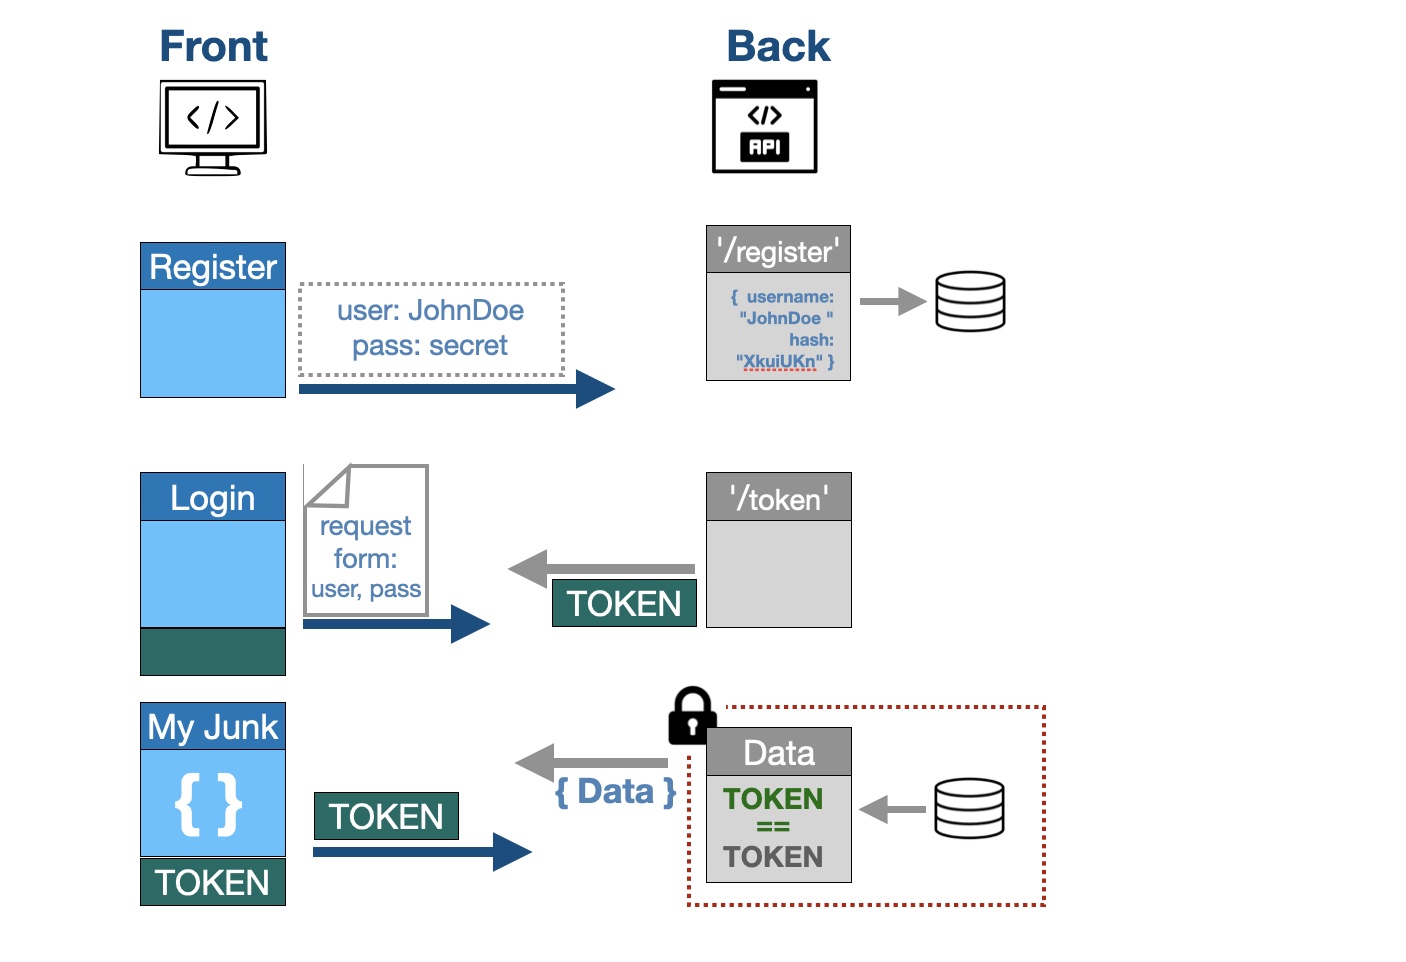 Front
Back
</>
</>
API
Register
user: JohnDoe
pass: secret
'/register'
{ username:
"JohnDoe "
hash:
"XkuiUKn" }
Login
request
form:
user, pass
'/token'
TOKEN
My Junk
{ }
TOKEN
TOKEN
{ Data }
Data
TOKEN
==
TOKEN